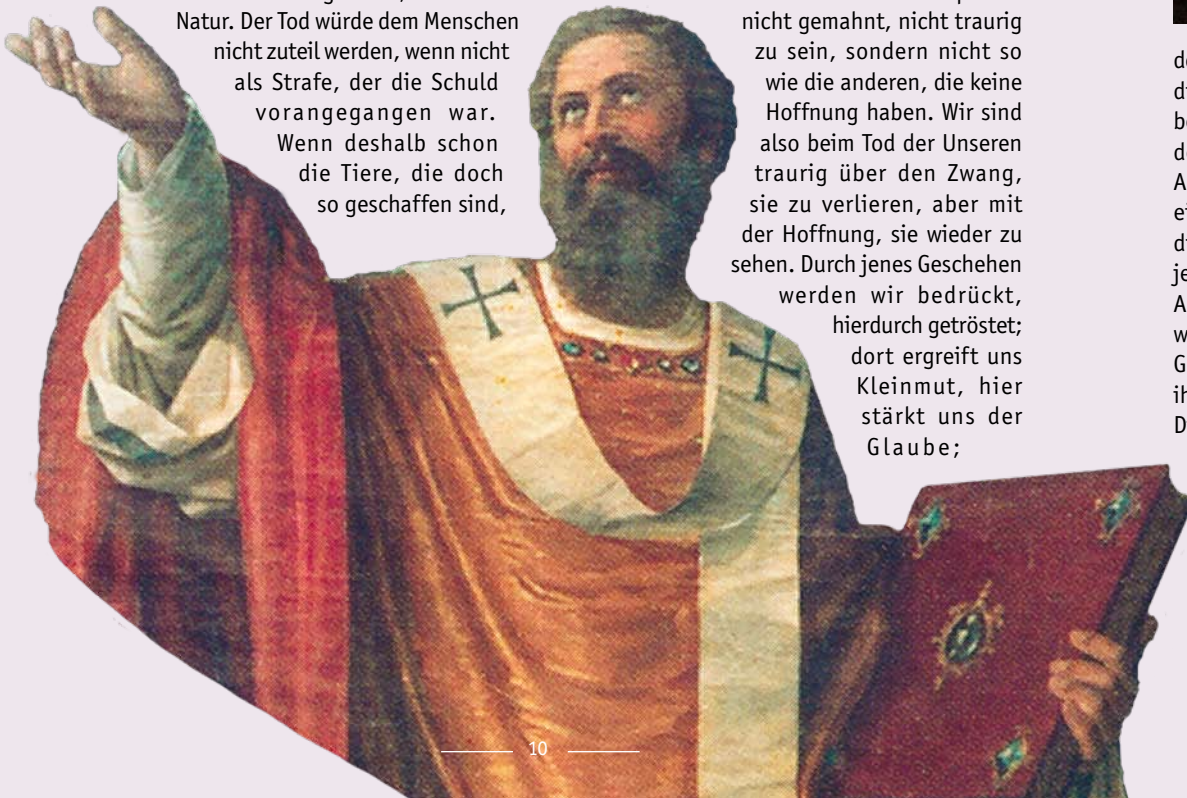 Natur. Der Tod würde dem Menschen
nicht zuteil werden, wenn nicht
als Strafe, der die Schuld
vorangegangen war.
Wenn deshalb schon
die Tiere, die doch
so geschaffen sind,
nicht gemahnt, nicht traurig
zu sein, sondern nicht so
wie die anderen, die keine
Hoffnung haben. Wir sind
also beim Tod der Unseren
traurig über den Zwang,
sie zu verlieren, aber mit
der Hoffnung, sie wieder zu
sehen. Durch jenes Geschehen
werden wir bedrückt,
hierdurch getröstet;
dort ergreift uns
Kleinmut, hier
stärkt uns der
Glaube;
10